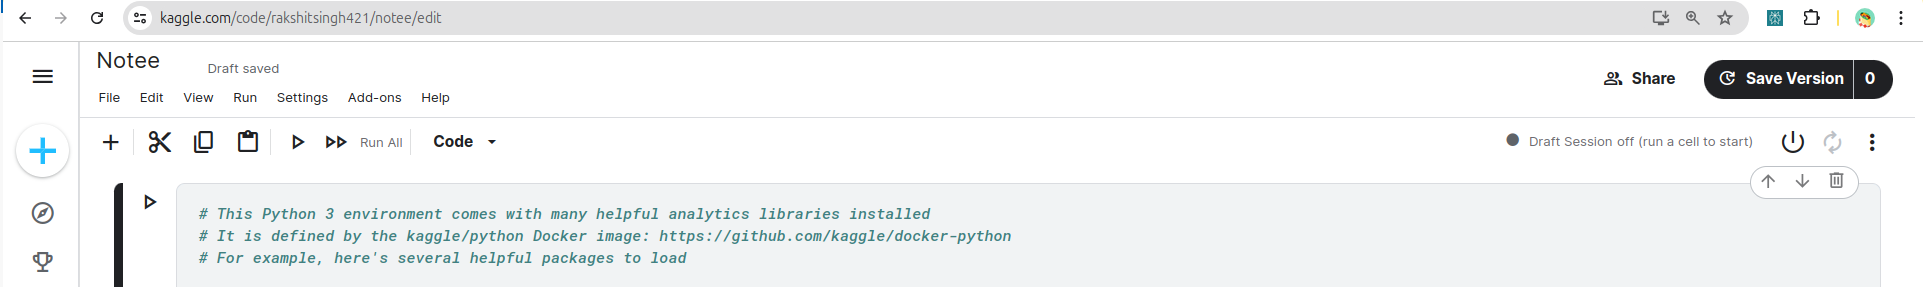 kaggle.com/code/rakshitsingh421/notee/edit
Notee
Draft saved
File Edit View Run Settings Add-ons Help
Share
Save Version 0
Run All
Code
Draft Session off (run a cell to start)
# This Python 3 environment comes with many helpful analytics libraries installed
# It is defined by the kaggle/python Docker image: https://github.com/kaggle/docker-python
# For example, here's several helpful packages to load